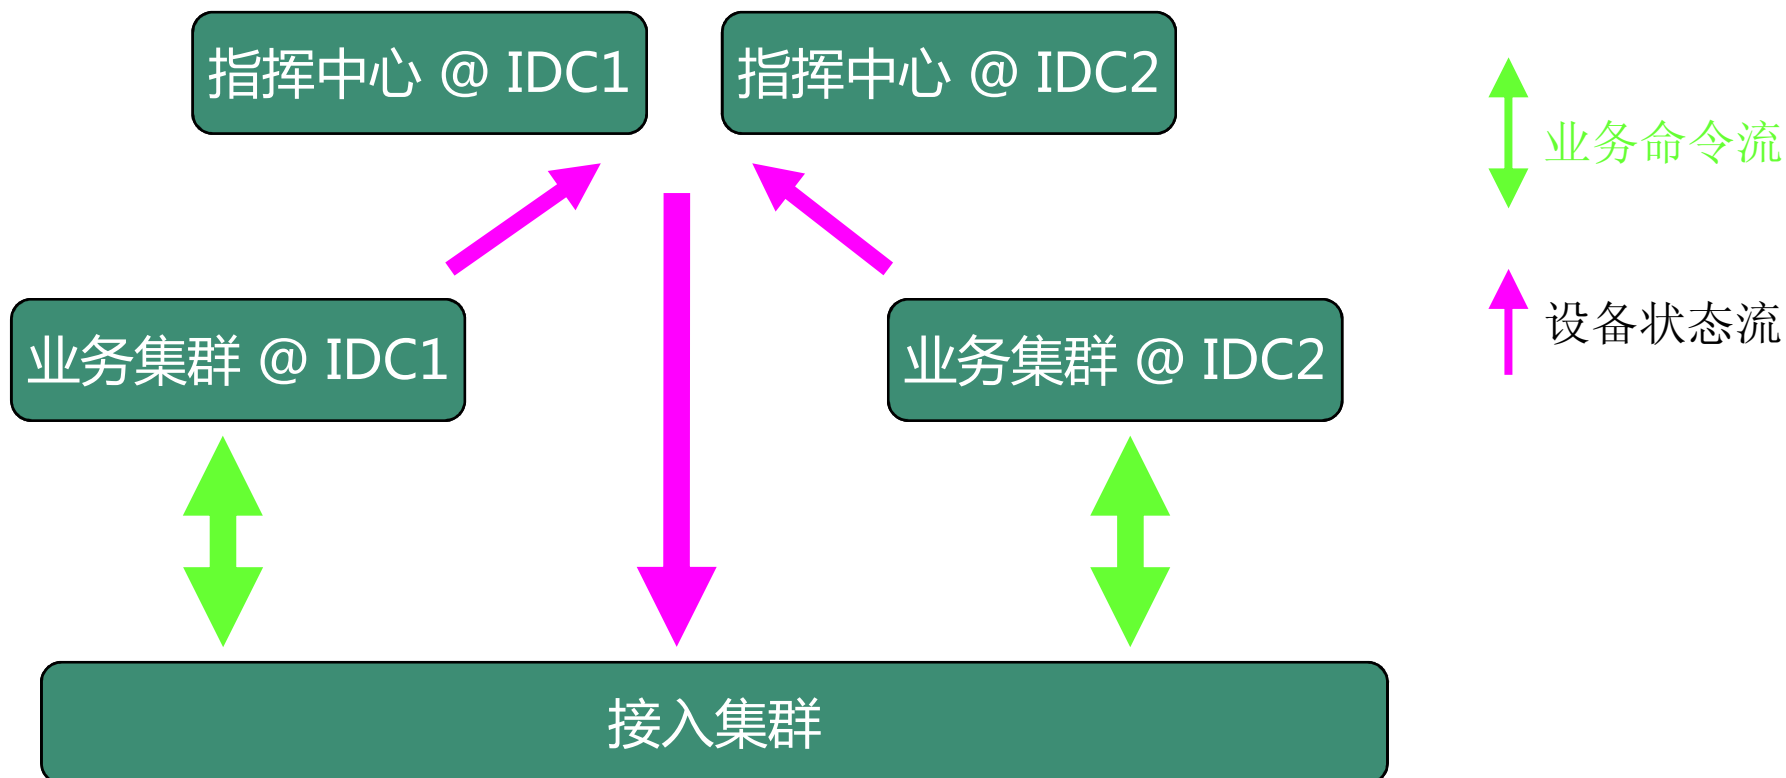 指挥中心 @ IDC1
指挥中心 @ IDC2
业务命令流
设备状态流
业务集群 @ IDC1
业务集群 @ IDC2
接入集群